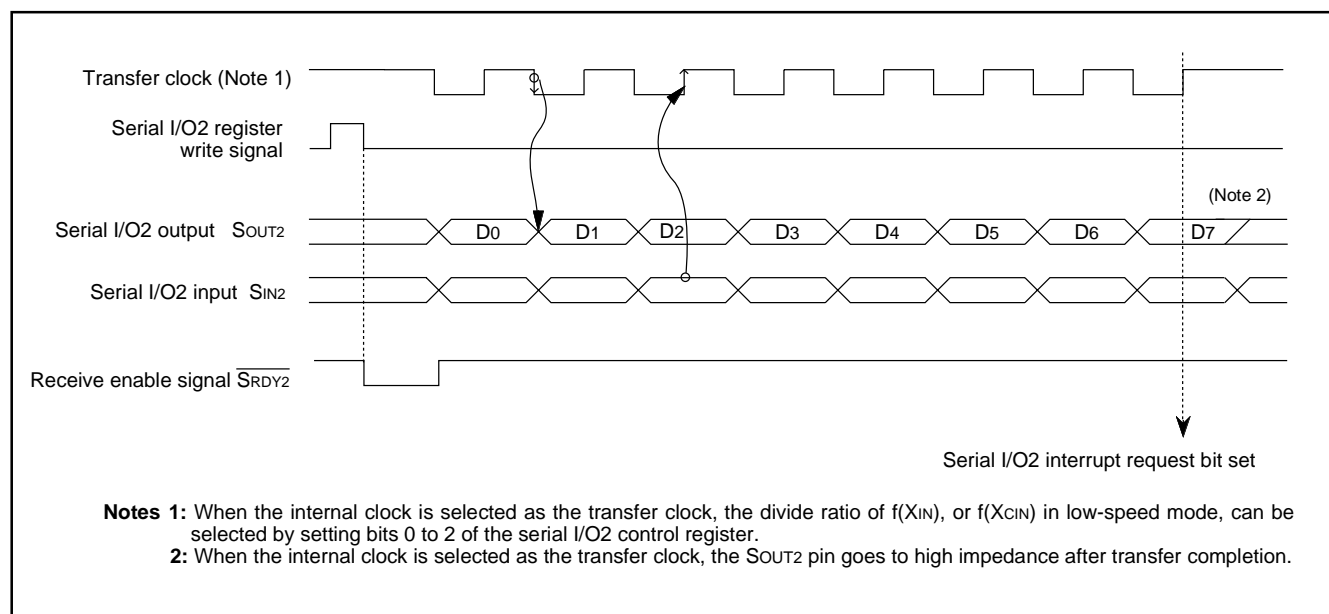 Transfer clock (Note 1)
Serial I/O2 register
write signal
(Note 2)
Serial I/O2 output SOUT2
D0 D1 D2 D3 D4 D5 D6 D7
Serial I/O2 input SIN2
Receive enable signal S̅R̅D̅Y̅2̅
Serial I/O2 interrupt request bit set
Notes 1: When the internal clock is selected as the transfer clock, the divide ratio of f(XIN), or f(XCIN) in low-speed mode, can be
selected by setting bits 0 to 2 of the serial I/O2 control register.
2: When the internal clock is selected as the transfer clock, the SOUT2 pin goes to high impedance after transfer completion.